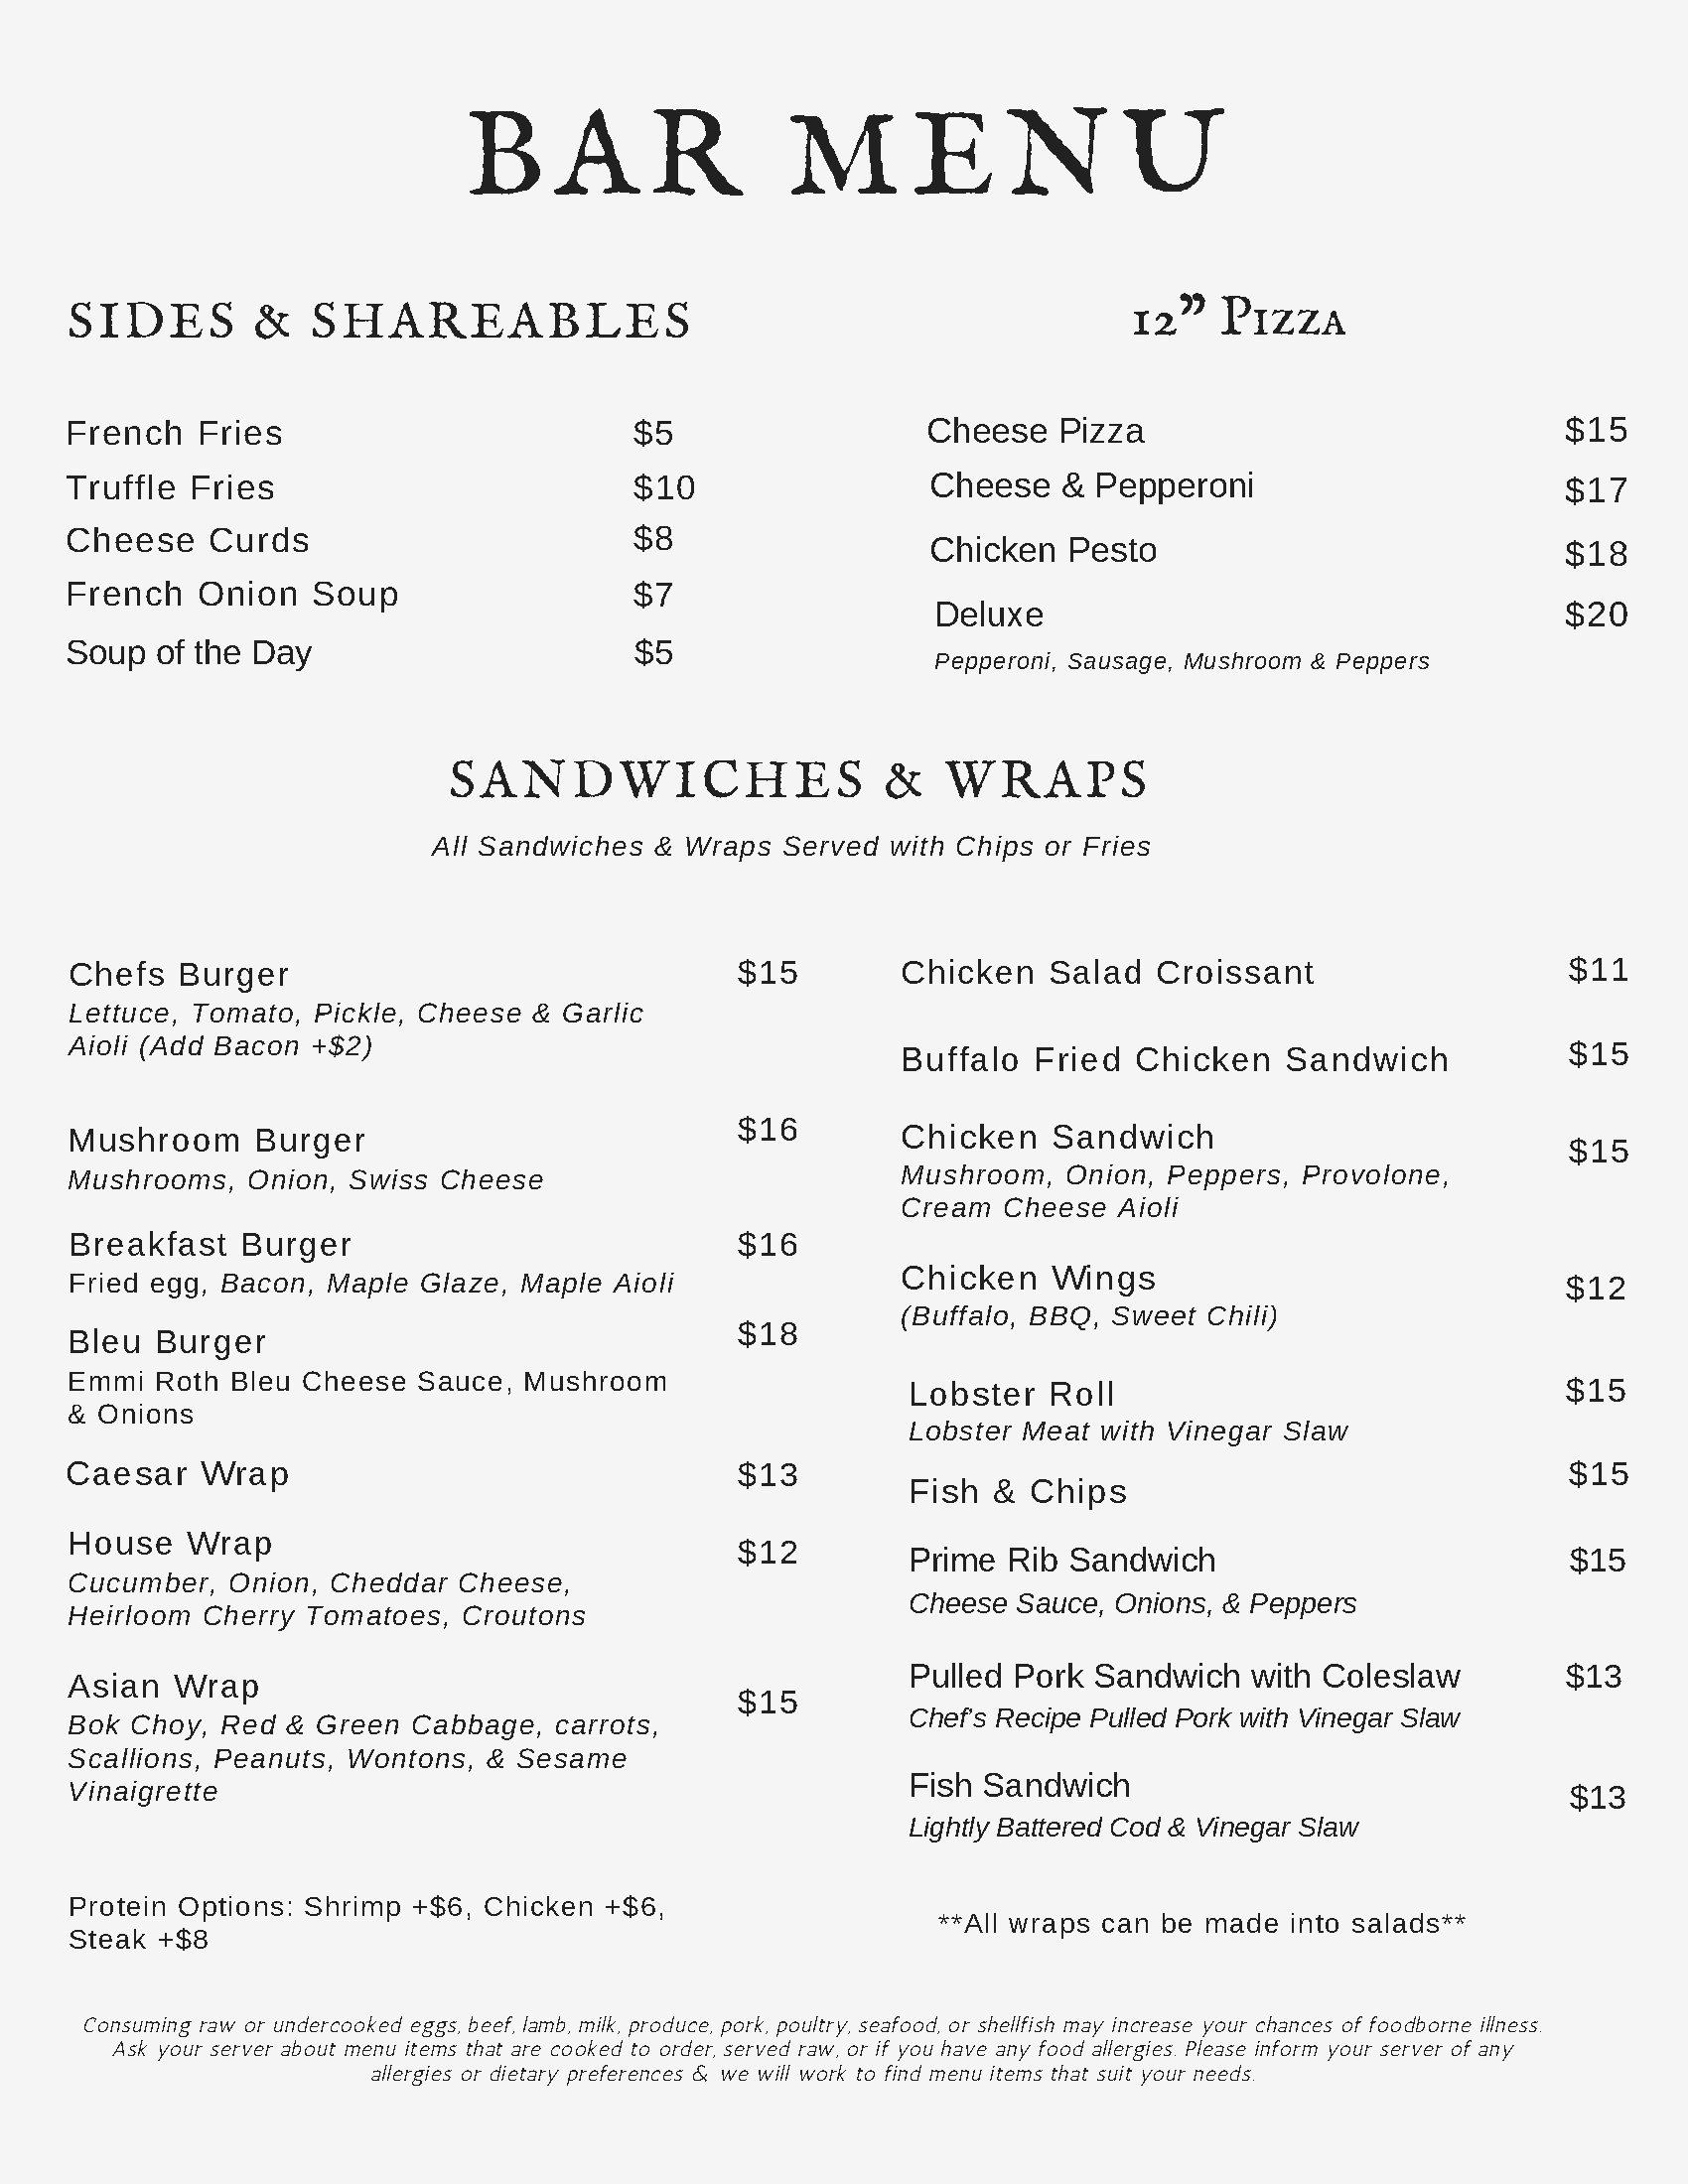 BAR MENU
SIDES & SHAREABLES
French Fries $5
Truffle Fries $10
Cheese Curds $8
French Onion Soup $7
Soup of the Day $5
12” Pizza
Cheese Pizza $15
Cheese & Pepperoni $17
Chicken Pesto $18
Deluxe $20
Pepperoni, Sausage, Mushroom & Peppers
SANDWICHES & WRAPS
All Sandwiches & Wraps Served with Chips or Fries
Chefs Burger $15
Lettuce, Tomato, Pickle, Cheese & Garlic
Aioli (Add Bacon +$2)
Mushroom Burger $16
Mushrooms, Onion, Swiss Cheese
Breakfast Burger $16
Fried egg, Bacon, Maple Glaze, Maple Aioli
Bleu Burger $18
Emmi Roth Bleu Cheese Sauce, Mushroom
& Onions
Caesar Wrap $13
House Wrap $12
Cucumber, Onion, Cheddar Cheese,
Heirloom Cherry Tomatoes, Croutons
Asian Wrap $15
Bok Choy, Red & Green Cabbage, carrots,
Scallions, Peanuts, Wontons, & Sesame
Vinaigrette
Protein Options: Shrimp +$6, Chicken +$6,
Steak +$8
Chicken Salad Croissant $11
Buffalo Fried Chicken Sandwich $15
Chicken Sandwich $15
Mushroom, Onion, Peppers, Provolone,
Cream Cheese Aioli
Chicken Wings $12
(Buffalo, BBQ, Sweet Chili)
Lobster Roll $15
Lobster Meat with Vinegar Slaw
Fish & Chips $15
Prime Rib Sandwich $15
Cheese Sauce, Onions, & Peppers
Pulled Pork Sandwich with Coleslaw $13
Chef’s Recipe Pulled Pork with Vinegar Slaw
Fish Sandwich $13
Lightly Battered Cod & Vinegar Slaw
**All wraps can be made into salads**
Consuming raw or undercooked eggs, beef, lamb, milk, produce, pork, poultry, seafood, or shellfish may increase your chances of foodborne illness.
Ask your server about menu items that are cooked to order, served raw, or if you have any food allergies. Please inform your server of any
allergies or dietary preferences & we will work to find menu items that suit your needs.